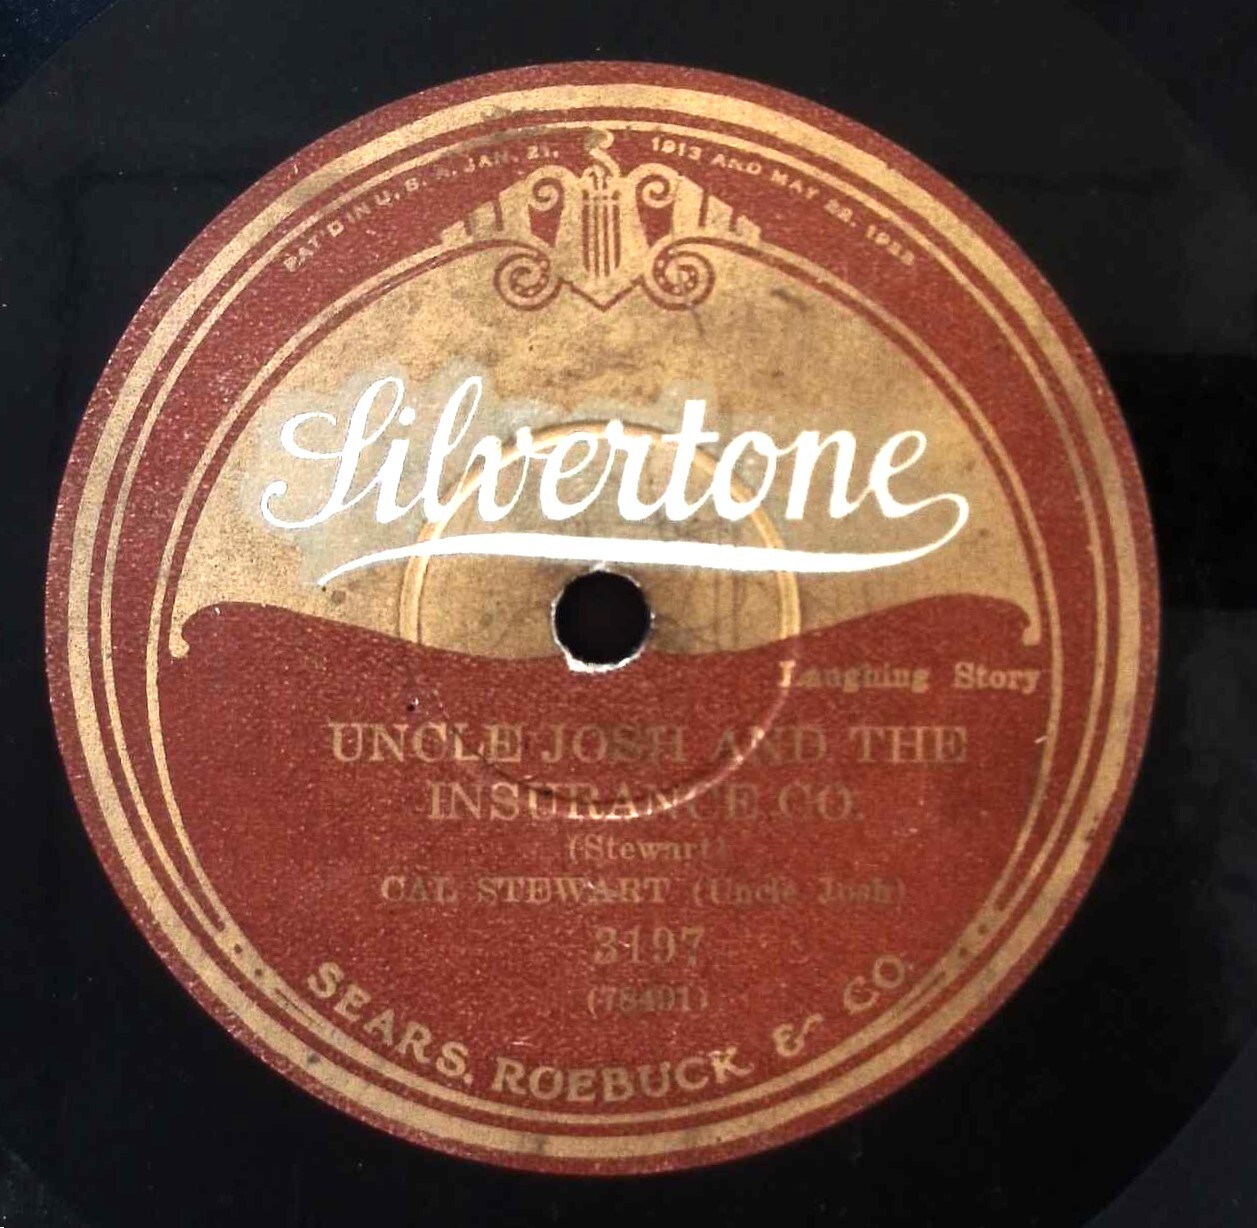 PAT'D IN U. S. A. JAN. 21, 1913 AND MAY 22, 1923
Silvertone
Laughing Story
UNCLE JOSH AND THE
INSURANCE CO.
(Stewart)
CAL STEWART (Uncle Josh)
3197
(78401)
SEARS, ROEBUCK & CO.